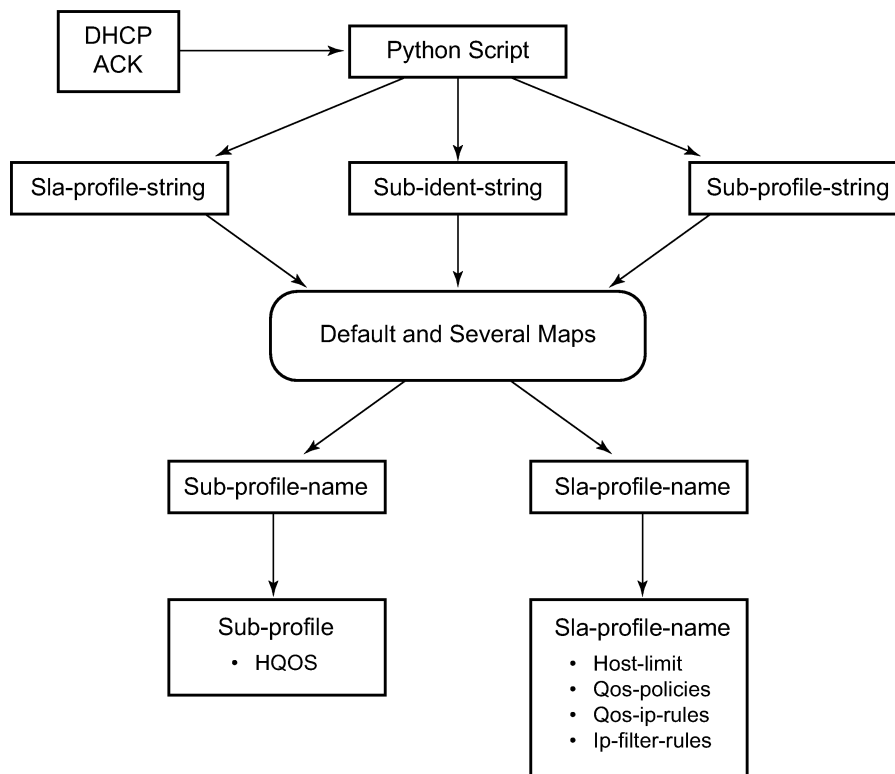 DHCP
ACK
Python Script
Sla-profile-string
Sub-ident-string
Sub-profile-string
Default and Several Maps
Sub-profile-name
Sla-profile-name
Sub-profile
• HQOS
Sla-profile-name
• Host-limit
• Qos-policies
• Qos-ip-rules
• Ip-filter-rules